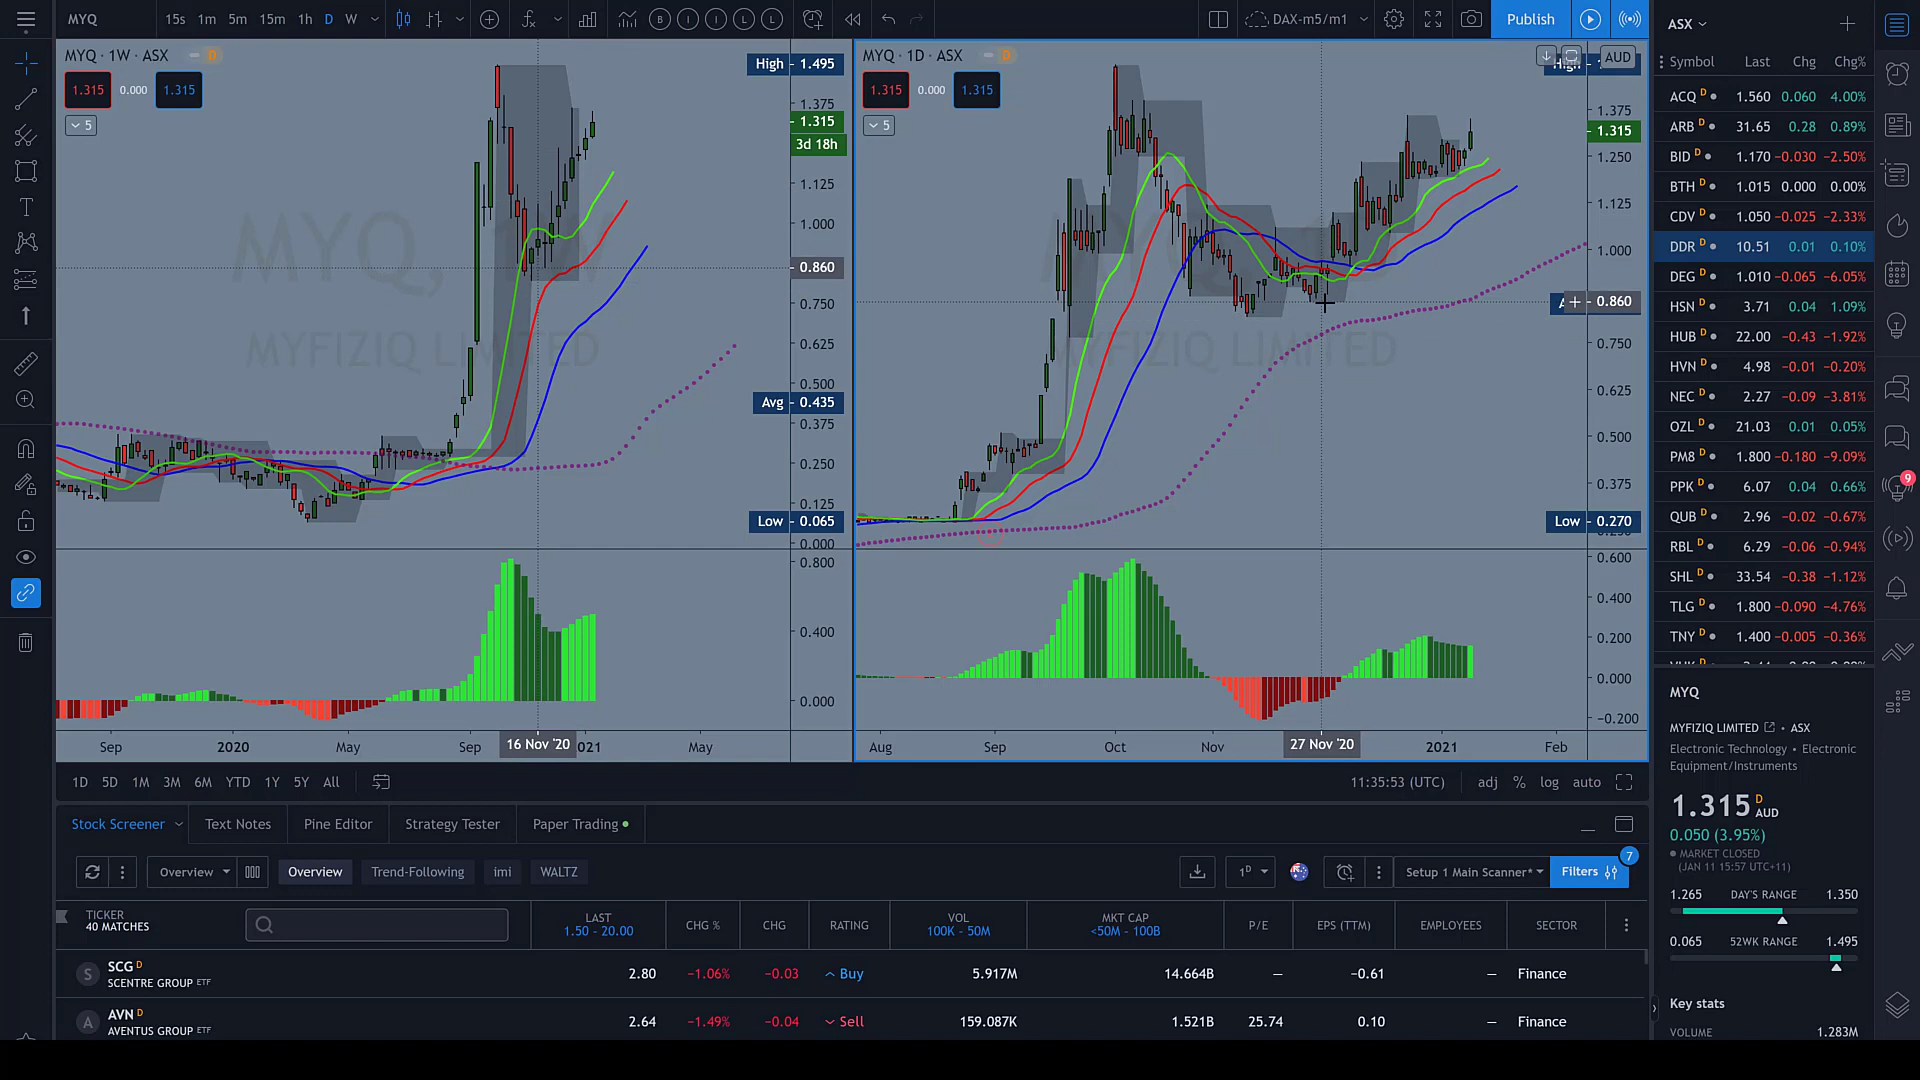 MYQ 15s 1m 5m 15m 1h D W B I I L L DAX-m5/m1 Publish
MYQ · 1W · ASX D
1.315 0.000 1.315
5
High 1.495
1.375
1.315
3d 18h
1.125
1.000
0.860
0.750
0.625
0.500
Avg 0.435
0.375
0.250
0.125
Low 0.065
0.000
MYFIZIQ LIMITED
0.800
0.400
0.000
Sep 2020 May Sep 16 Nov '20 2021 May
MYQ · 1D · ASX D
AUD
1.315 0.000 1.315
5
High
1.375
1.315
1.250
1.125
1.000
0.860
0.750
0.625
0.500
0.375
Low 0.270
MYFIZIQ LIMITED
0.600
0.400
0.200
0.000
−0.200
Aug Sep Oct Nov 27 Nov '20 2021 Feb
1D 5D 1M 3M 6M YTD 1Y 5Y All
11:35:53 (UTC) adj % log auto
Stock Screener Text Notes Pine Editor Strategy Tester Paper Trading
Overview Overview Trend-Following imi WALTZ 1D Setup 1 Main Scanner* Filters 7
TICKER LAST CHG % CHG RATING VOL MKT CAP P/E EPS (TTM) EMPLOYEES SECTOR
40 MATCHES 1.50 - 20.00 100K - 50M <50M - 100B
S SCG D 2.80 −1.06% −0.03 Buy 5.917M 14.664B — −0.61 — Finance
SCENTRE GROUP ETF
A AVN D 2.64 −1.49% −0.04 Sell 159.087K 1.521B 25.74 0.10 — Finance
AVENTUS GROUP ETF
ASX
Symbol Last Chg Chg%
ACQ D 1.560 0.060 4.00%
ARB D 31.65 0.28 0.89%
BID D 1.170 −0.030 −2.50%
BTH D 1.015 0.000 0.00%
CDV D 1.050 −0.025 −2.33%
DDR D 10.51 0.01 0.10%
DEG D 1.010 −0.065 −6.05%
HSN D 3.71 0.04 1.09%
HUB D 22.00 −0.43 −1.92%
HVN D 4.98 −0.01 −0.20%
NEC D 2.27 −0.09 −3.81%
OZL D 21.03 0.01 0.05%
PM8 D 1.800 −0.180 −9.09%
PPK D 6.07 0.04 0.66%
QUB D 2.96 −0.02 −0.67%
RBL D 6.29 −0.06 −0.94%
SHL D 33.54 −0.38 −1.12%
TLG D 1.800 −0.090 −4.76%
TNY D 1.400 −0.005 −0.36%
MYQ
MYFIZIQ LIMITED · ASX
Electronic Technology · Electronic
Equipment/Instruments
1.315 D AUD
0.050 (3.95%)
MARKET CLOSED
(JAN 11 15:57 UTC+11)
1.265 DAY'S RANGE 1.350
0.065 52WK RANGE 1.495
Key stats
VOLUME 1.283M
9